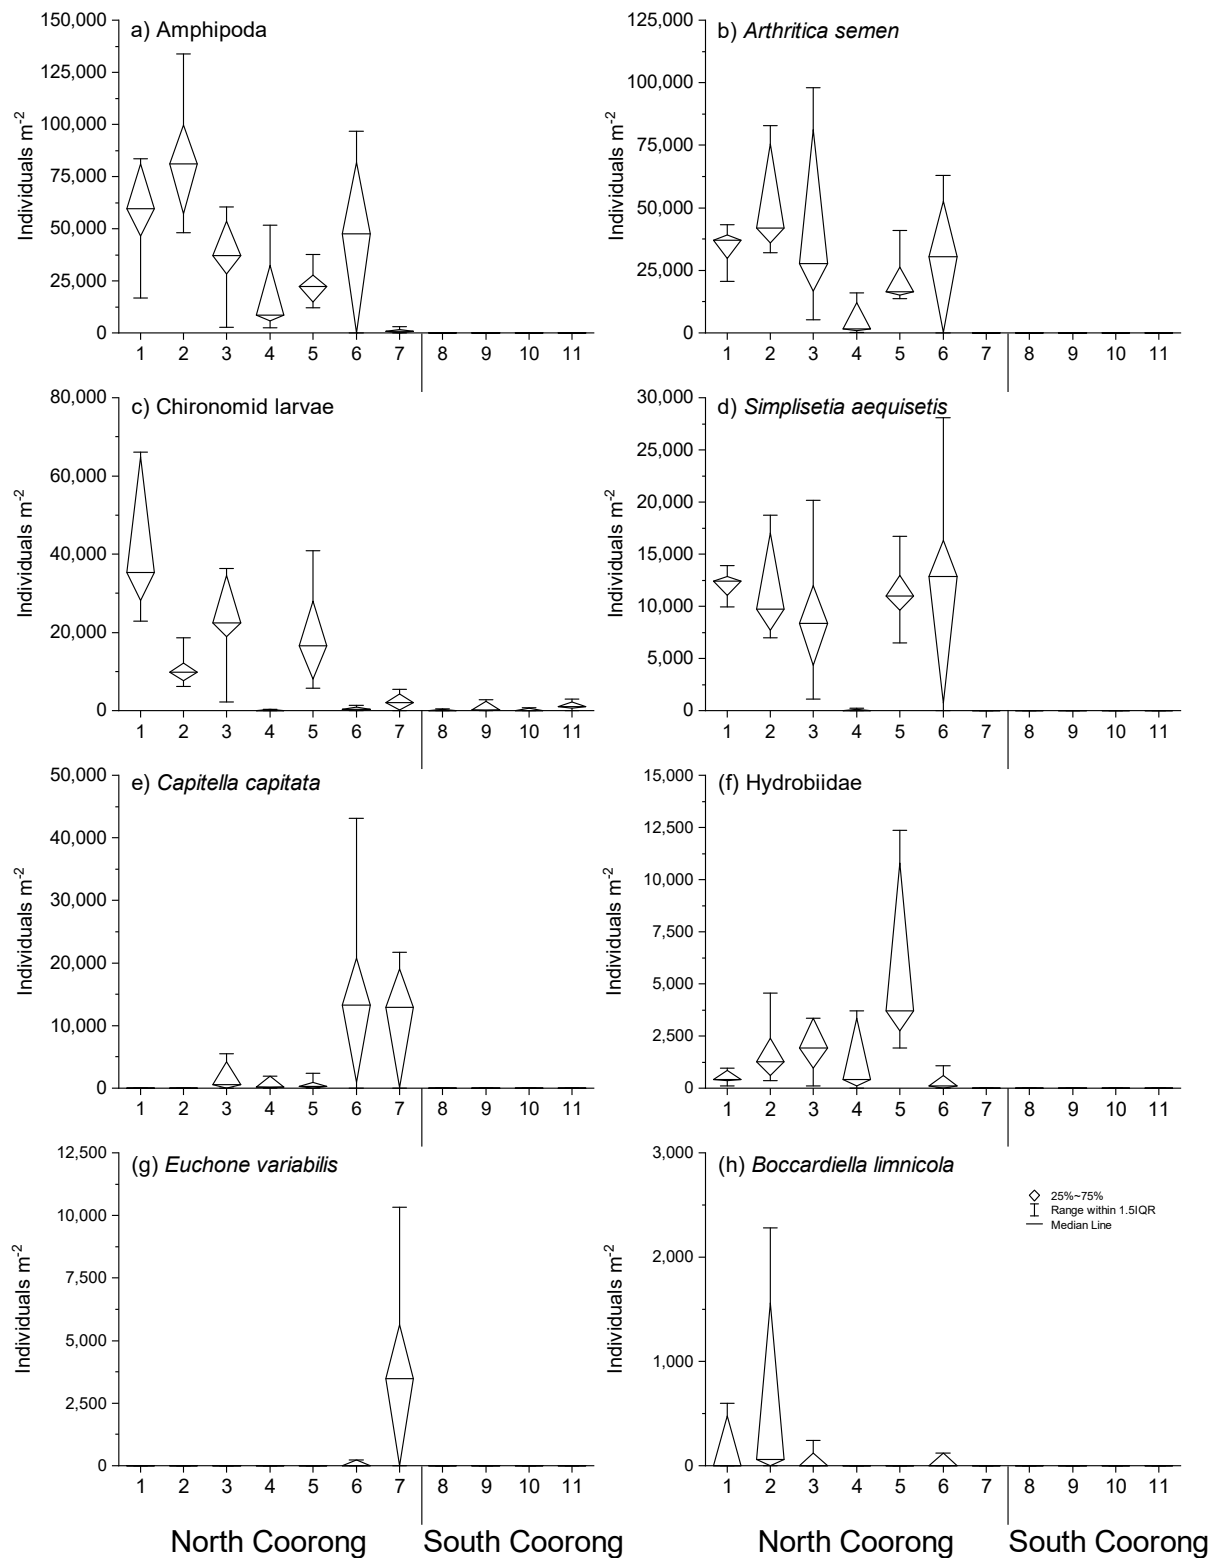 a) Amphipoda
150,000
125,000
100,000
75,000
50,000
25,000
0
Individuals m-2
1 2 3 4 5 6 7 8 9 10 11
b) Arthritica semen
125,000
100,000
75,000
50,000
25,000
0
Individuals m-2
1 2 3 4 5 6 7 8 9 10 11
c) Chironomid larvae
80,000
60,000
40,000
20,000
0
Individuals m-2
1 2 3 4 5 6 7 8 9 10 11
d) Simplisetia aequisetis
30,000
25,000
20,000
15,000
10,000
5,000
0
Individuals m-2
1 2 3 4 5 6 7 8 9 10 11
e) Capitella capitata
50,000
40,000
30,000
20,000
10,000
0
Individuals m-2
1 2 3 4 5 6 7 8 9 10 11
(f) Hydrobiidae
15,000
12,500
10,000
7,500
5,000
2,500
0
Individuals m-2
1 2 3 4 5 6 7 8 9 10 11
(g) Euchone variabilis
12,500
10,000
7,500
5,000
2,500
0
Individuals m-2
1 2 3 4 5 6 7 8 9 10 11
North Coorong South Coorong
(h) Boccardiella limnicola
3,000
2,000
1,000
0
Individuals m-2
25%~75%
Range within 1.5IQR
Median Line
1 2 3 4 5 6 7 8 9 10 11
North Coorong South Coorong